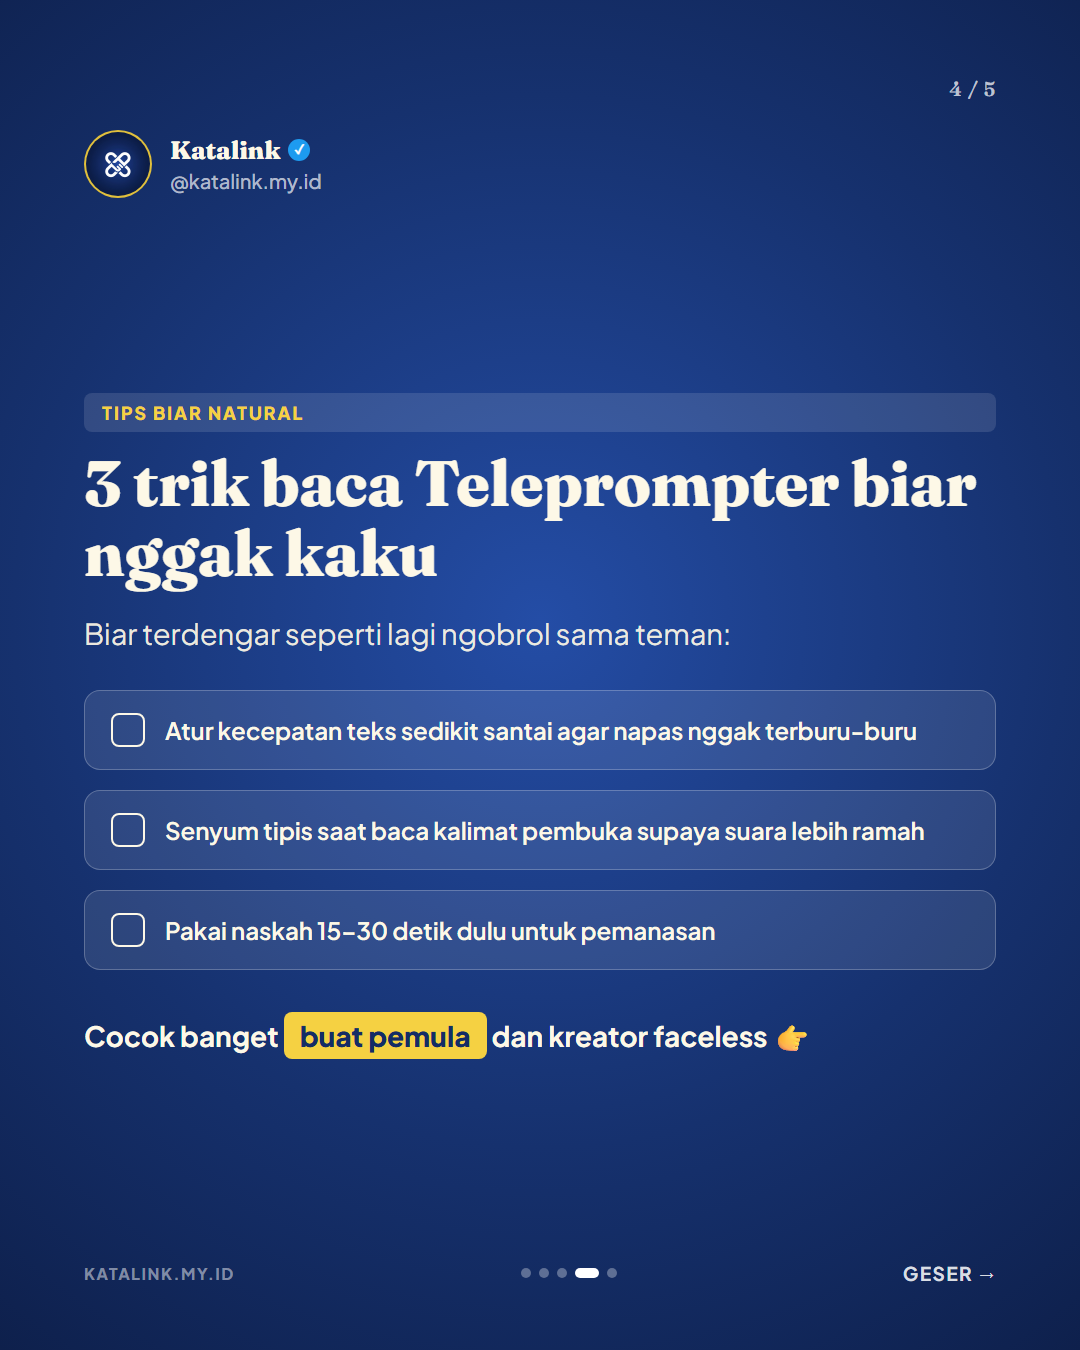 4 / 5
Katalink
@katalink.my.id
TIPS BIAR NATURAL
3 trik baca Teleprompter biar
nggak kaku
Biar terdengar seperti lagi ngobrol sama teman:
Atur kecepatan teks sedikit santai agar napas nggak terburu-buru
Senyum tipis saat baca kalimat pembuka supaya suara lebih ramah
Pakai naskah 15–30 detik dulu untuk pemanasan
Cocok banget buat pemula dan kreator faceless 👉
KATALINK.MY.ID
GESER →